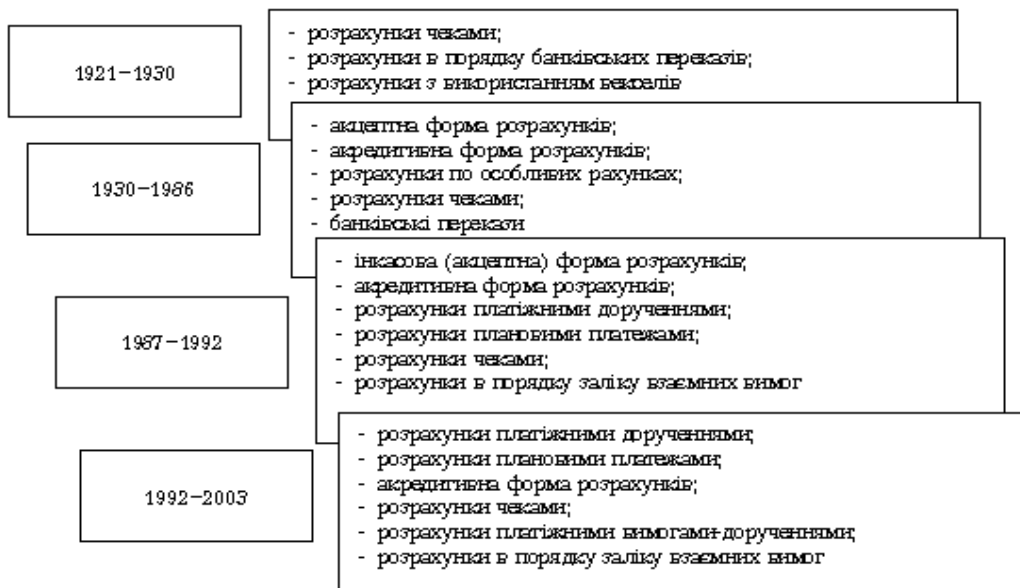 1921-1930
- розрахунки чеками;
- розрахунки в порядку банківських переказів;
- розрахунки з використанням векселів
1930-1986
- акцептна форма розрахунків;
- акредитивна форма розрахунків;
- розрахунки по особливих рахунках;
- розрахунки чеками;
- банківські перекази
1987-1992
- інкасова (акцептна) форма розрахунків;
- акредитивна форма розрахунків;
- розрахунки платіжними дорученнями;
- розрахунки плановими платежами;
- розрахунки чеками;
- розрахунки в порядку заліку взаємних вимог
1992-2003
- розрахунки платіжними дорученнями;
- розрахунки плановими платежами;
- акредитивна форма розрахунків;
- розрахунки чеками;
- розрахунки платіжними вимогами-дорученнями;
- розрахунки в порядку заліку взаємних вимог